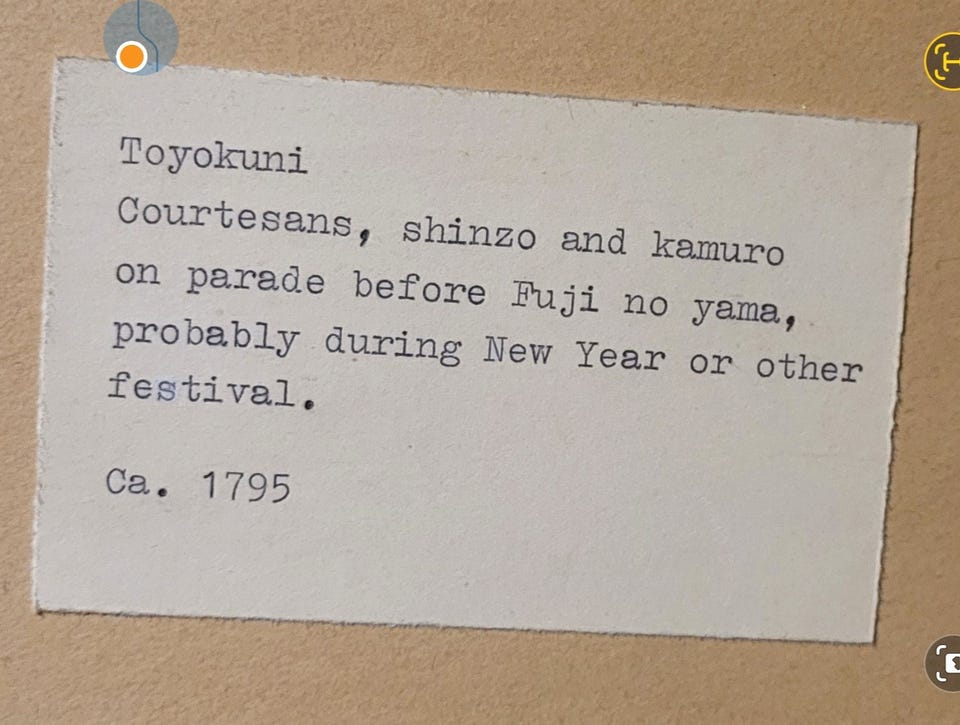 Toyokuni
Courtesans, shinzo and kamuro
on parade before Fuji no yama,
probably during New Year or other
festival.
Ca. 1795